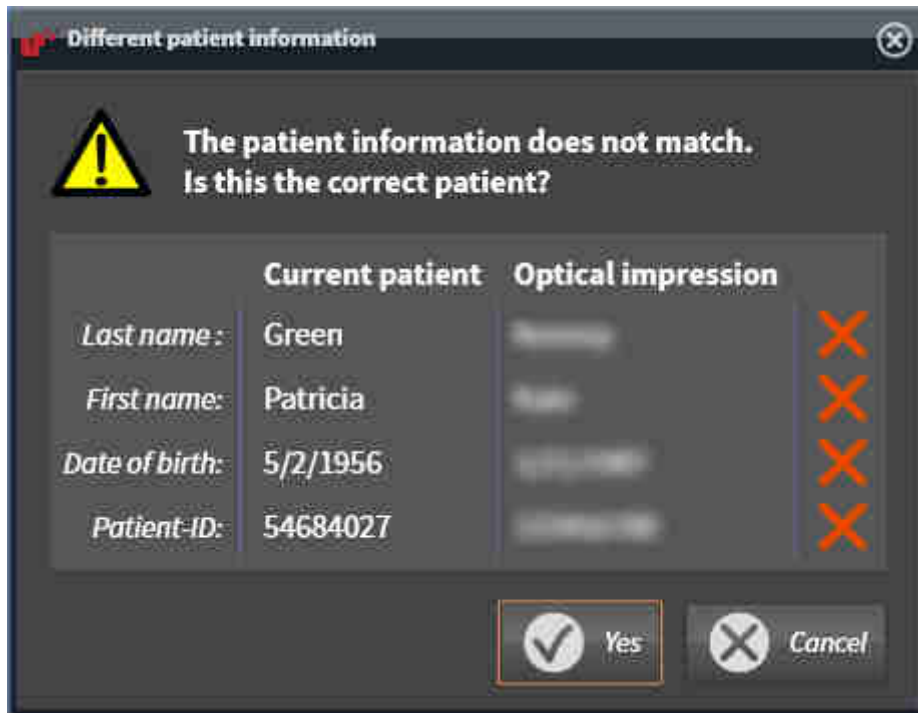 Different patient information
The patient information does not match.
Is this the correct patient?
Current patient Optical impression
Last name : Green
First name: Patricia
Date of birth: 5/2/1956
Patient-ID: 54684027
Yes Cancel